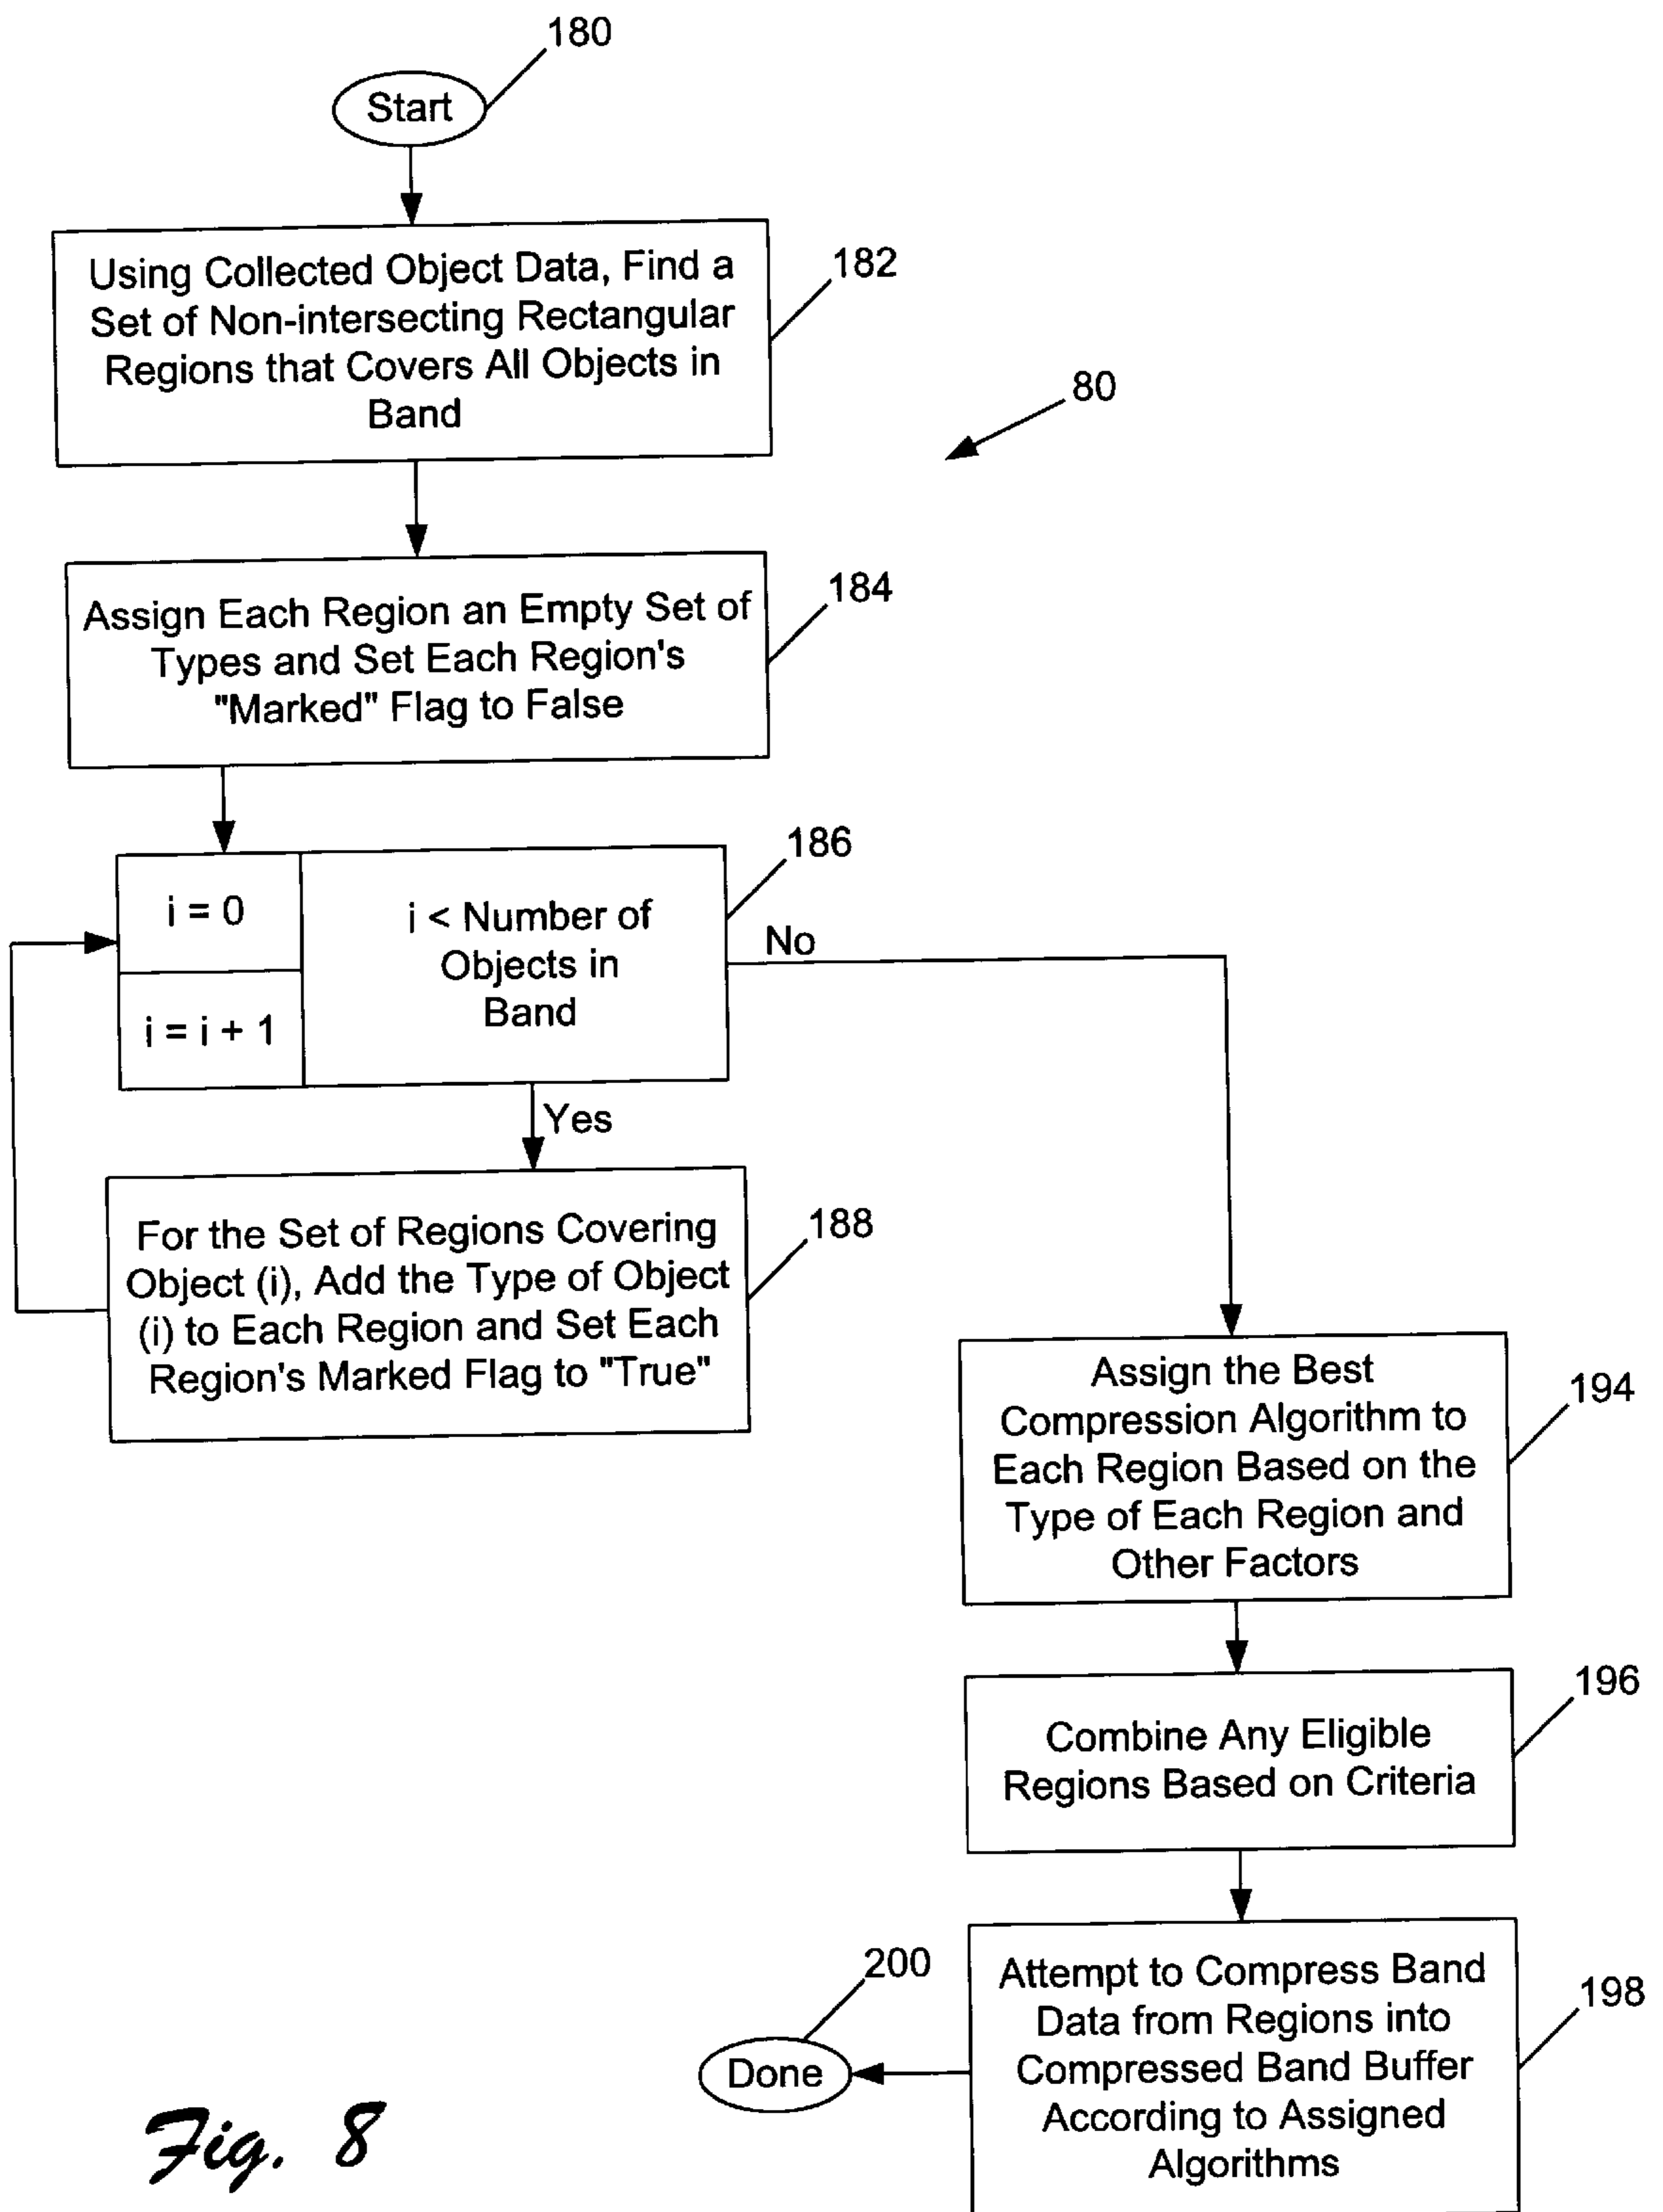 180
Start
Using Collected Object Data, Find a
Set of Non-intersecting Rectangular
Regions that Covers All Objects in
Band
182
80
Assign Each Region an Empty Set of
Types and Set Each Region's
"Marked" Flag to False
184
i = 0
i = i + 1
i < Number of
Objects in
Band
186
No
Yes
For the Set of Regions Covering
Object (i), Add the Type of Object
(i) to Each Region and Set Each
Region's Marked Flag to "True"
188
Assign the Best
Compression Algorithm to
Each Region Based on the
Type of Each Region and
Other Factors
194
Combine Any Eligible
Regions Based on Criteria
196
Attempt to Compress Band
Data from Regions into
Compressed Band Buffer
According to Assigned
Algorithms
198
200
Done
Fig. 8